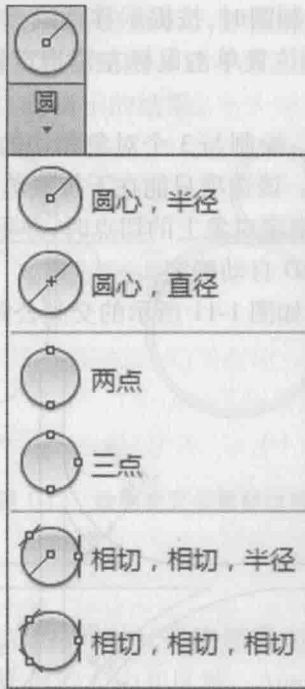 圆
圆心，半径
圆心，直径
两点
三点
相切，相切，半径
相切，相切，相切